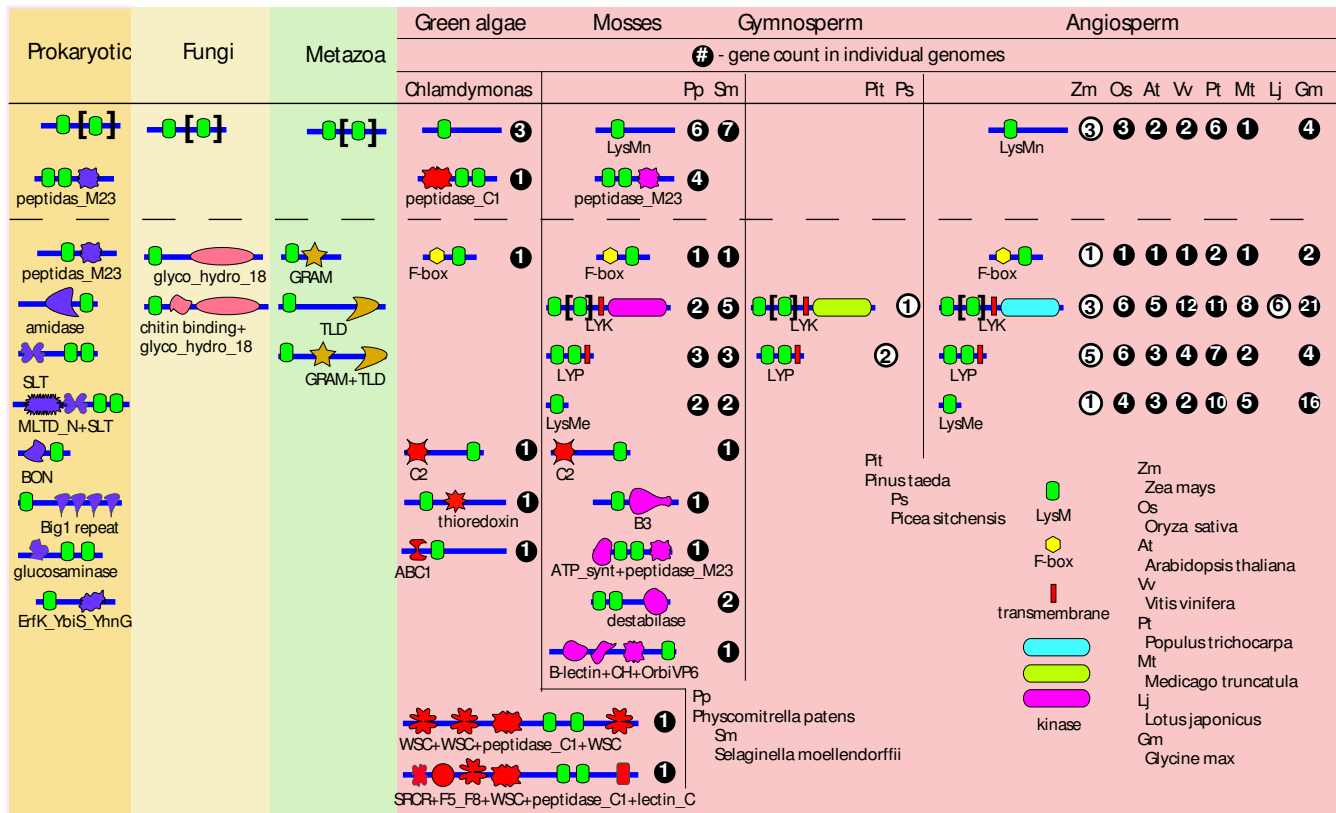 Green algae Mosses Gymnosperm Angiosperm
Prokaryotic Fungi Metazoa
# - gene count in individual genomes
Chlamdymonas Pp Sm Pit Ps Zm Os At Vv Pt Mt Lj Gm
[ ] [ ] [ ] 3 6 7 3 3 2 2 6 1 4
LysMn LysMn
1 4
peptidas_M23 peptidase_C1 peptidase_M23
1 1 1 1 1 1 1 2 1 2
peptidas_M23 glyco_hydro_18 GRAM F-box F-box F-box
[ ] 2 5 [ ] 1 [ ] 3 6 5 12 11 8 6 21
LYK LYK LYK
amidase chitin binding+ TLD
glyco_hydro_18
3 3 2 5 6 3 4 7 2 4
SLT GRAM+TLD LYP LYP LYP
2 2 1 4 3 2 10 5 16
MLTD_N+SLT LysMe LysMe
1 1
BON C2 C2
1 1
Big1 repeat thioredoxin B3
1 1
glucosaminase ABC1 ATP_synt+peptidase_M23
2
ErfK_YbiS_YhnG destabilase
1
B-lectin+CH+OrbiVP6
1
WSC+WSC+peptidase_C1+WSC
1
SRCR+F5_F8+WSC+peptidase_C1+lectin_C
Pp
Physcomitrella patens
Sm
Selaginella moellendorffii
Pit
Pinus taeda
Ps
Picea sitchensis
LysM
F-box
transmembrane
kinase
Zm
Zea mays
Os
Oryza sativa
At
Arabidopsis thaliana
Vv
Vitis vinifera
Pt
Populus trichocarpa
Mt
Medicago truncatula
Lj
Lotus japonicus
Gm
Glycine max